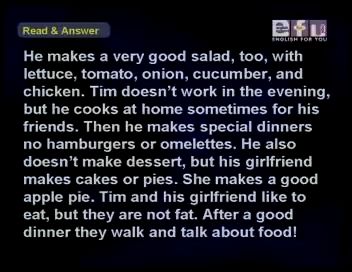 Read & Answer
efu
ENGLISH FOR YOU
He makes a very good salad, too, with
lettuce, tomato, onion, cucumber, and
chicken. Tim doesn't work in the evening,
but he cooks at home sometimes for his
friends. Then he makes special dinners
no hamburgers or omelettes. He also
doesn't make dessert, but his girlfriend
makes cakes or pies. She makes a good
apple pie. Tim and his girlfriend like to
eat, but they are not fat. After a good
dinner they walk and talk about food!